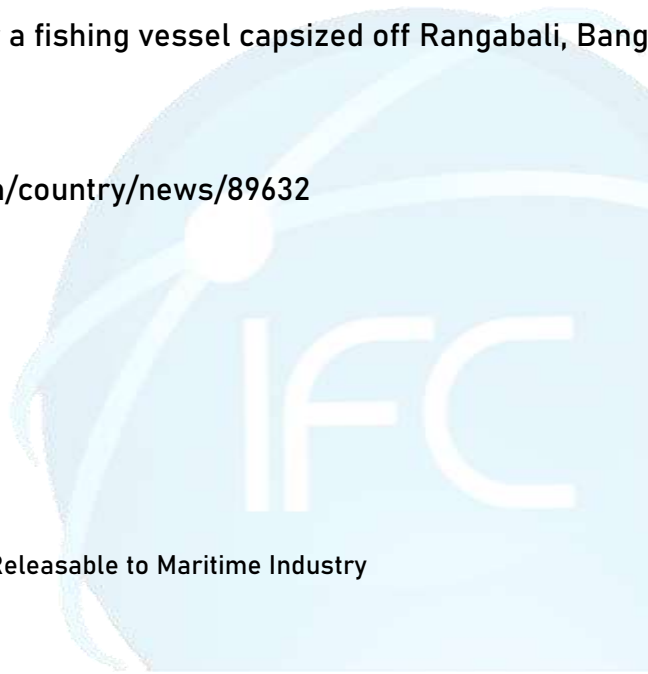 a fishing vessel capsized off Rangabali, Bang
/country/news/89632
IFC
Releasable to Maritime Industry